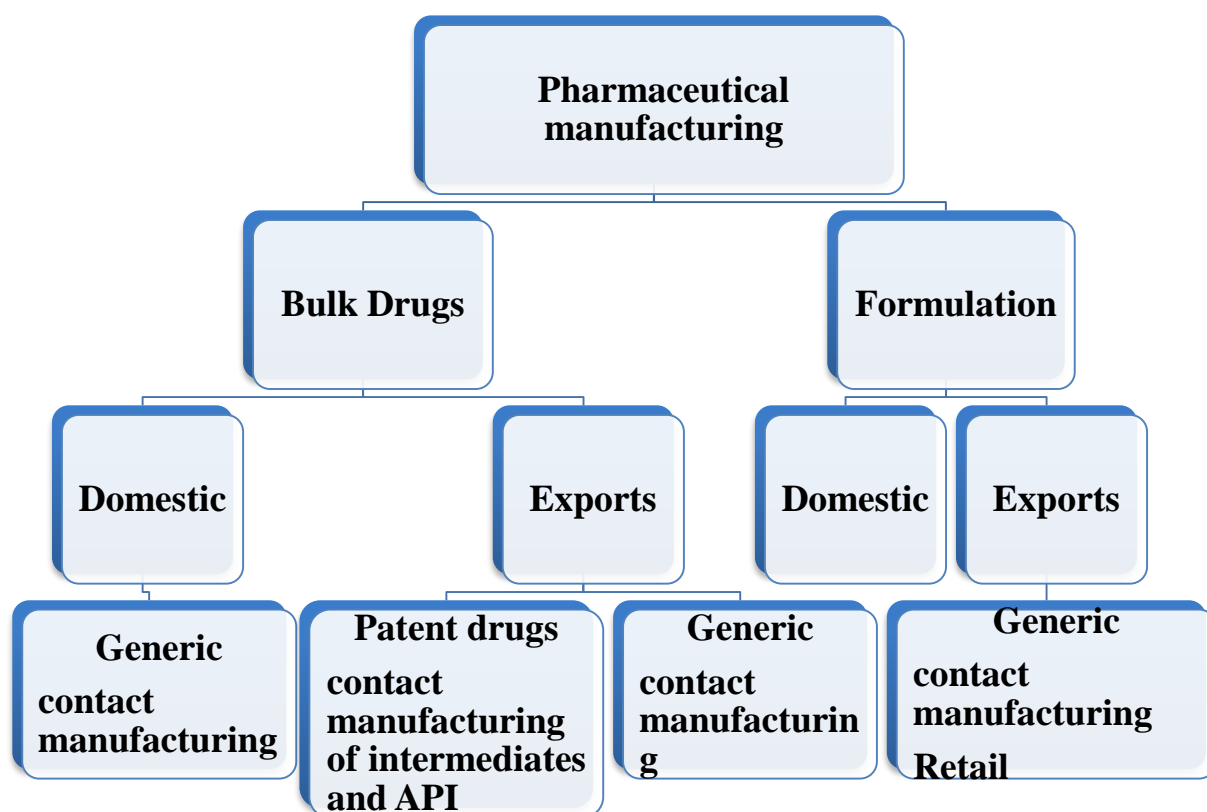 Pharmaceutical
manufacturing
Bulk Drugs
Formulation
Domestic
Exports
Domestic
Exports
Generic
contact
manufacturing
Patent drugs
contact
manufacturing
of intermediates
and API
Generic
contact
manufacturin
g
Generic
contact
manufacturing
Retail